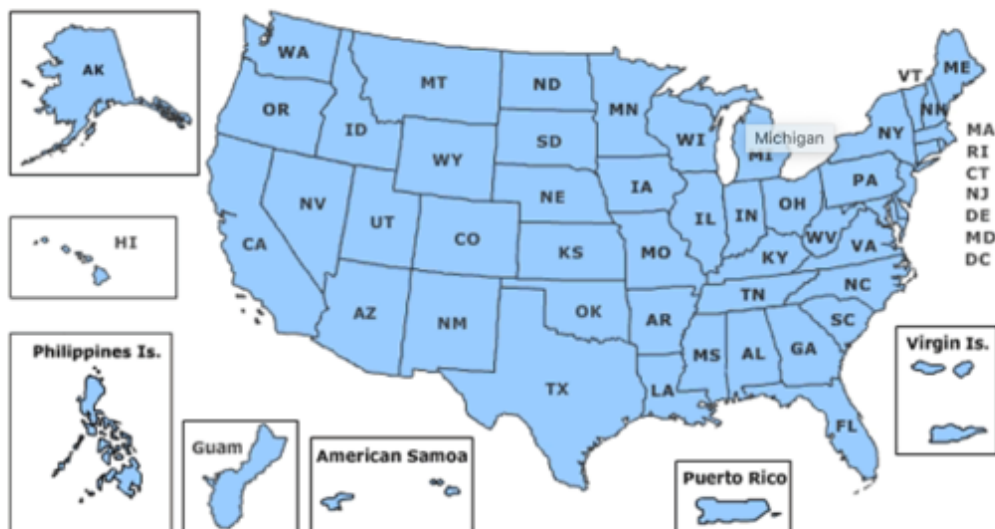 AK
WA
MT
ND
MN
VT
ME
NH
OR
ID
SD
WI
Michigan
MI
NY
MA
RI
CT
NJ
DE
MD
DC
WY
NE
IA
PA
NV
UT
CO
KS
MO
IL
IN
OH
WV
VA
KY
CA
HI
AZ
NM
OK
AR
TN
NC
SC
TX
LA
MS
AL
GA
FL
Philippines Is.
Guam
American Samoa
Puerto Rico
Virgin Is.